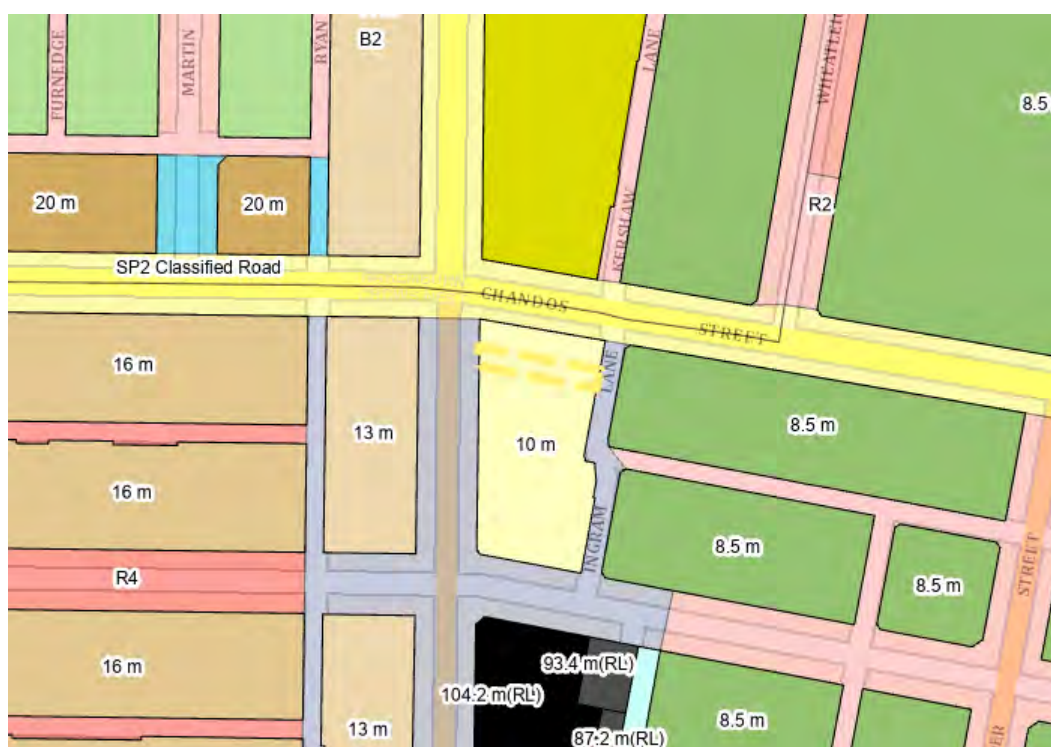 FURNEDGE
MARTIN
RYAN
B2
LANE
WHEATLEIGH
8.5
20 m
20 m
KERSHAW
R2
SP2 Classified Road
CHANDOS
STREET
16 m
13 m
10 m
LANE
8.5 m
16 m
INGRAM
8.5 m
8.5 m
STREET
R4
16 m
93.4 m(RL)
104.2 m(RL)
13 m
87.2 m(RL)
8.5 m
ER